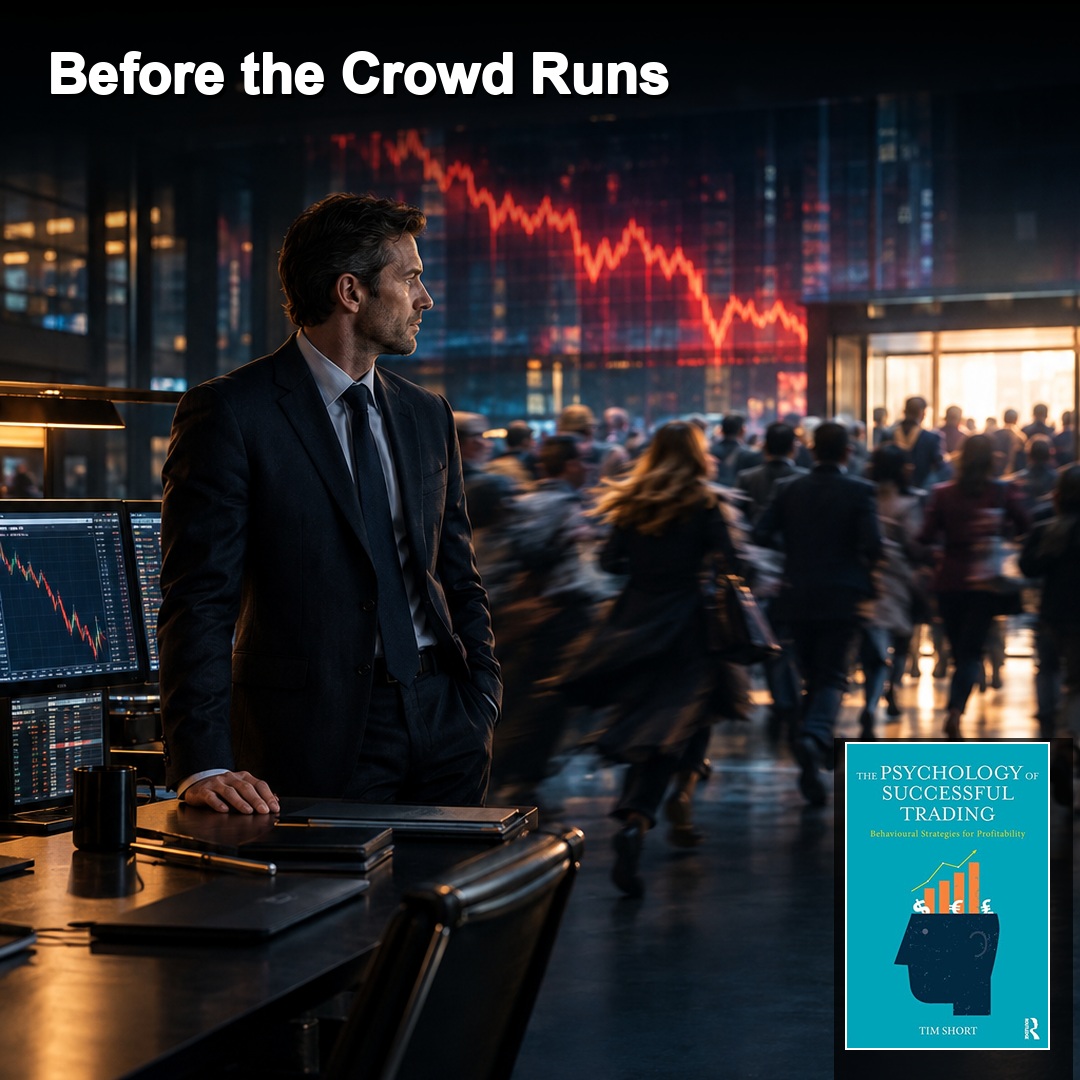 Before the Crowd Runs
THE PSYCHOLOGY OF
SUCCESSFUL
TRADING
Behavioural Strategies for Profitability
$ € £
TIM SHORT
R